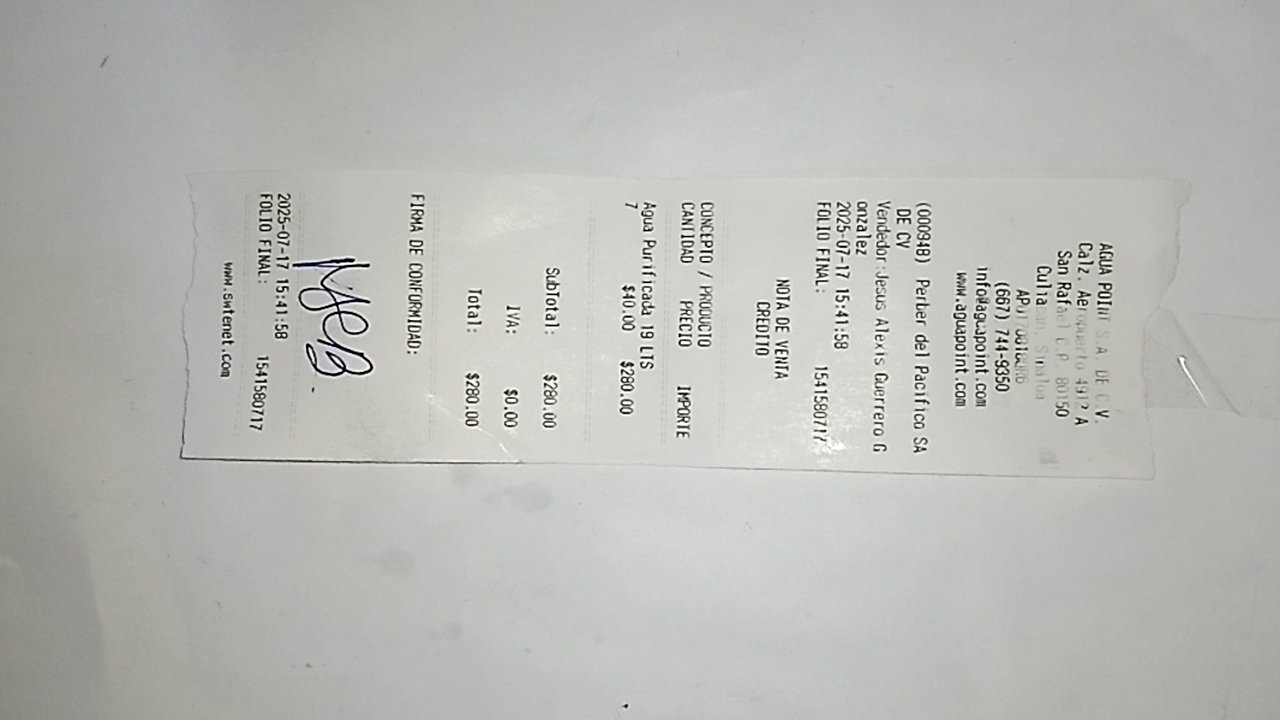 AGUA POINT S.A. DE C.V.
Calz. Aeropuerto 4912 A
San Rafael C.P. 80150
Culiacan Sinaloa
(667) 744-9350
info@aguapoint.com
www.aguapoint.com
NOTA DE VENTA
CREDITO
(000948) Perber del Pacifico SA
DE CV
Vendedor:Jesus Alexis Guerrero G
onzalez
2025-07-17 15:41:58
FOLIO FINAL: 1541580717
CONCEPTO / PRODUCTO
CANTIDAD PRECIO IMPORTE
Agua Purificada 19 LTS
7 $40.00 $280.00
SubTotal: $280.00
IVA: $0.00
Total: $280.00
FIRMA DE CONFORMIDAD:
2025-07-17 15:41:58
FOLIO FINAL: 1541580717
www.swtenet.com